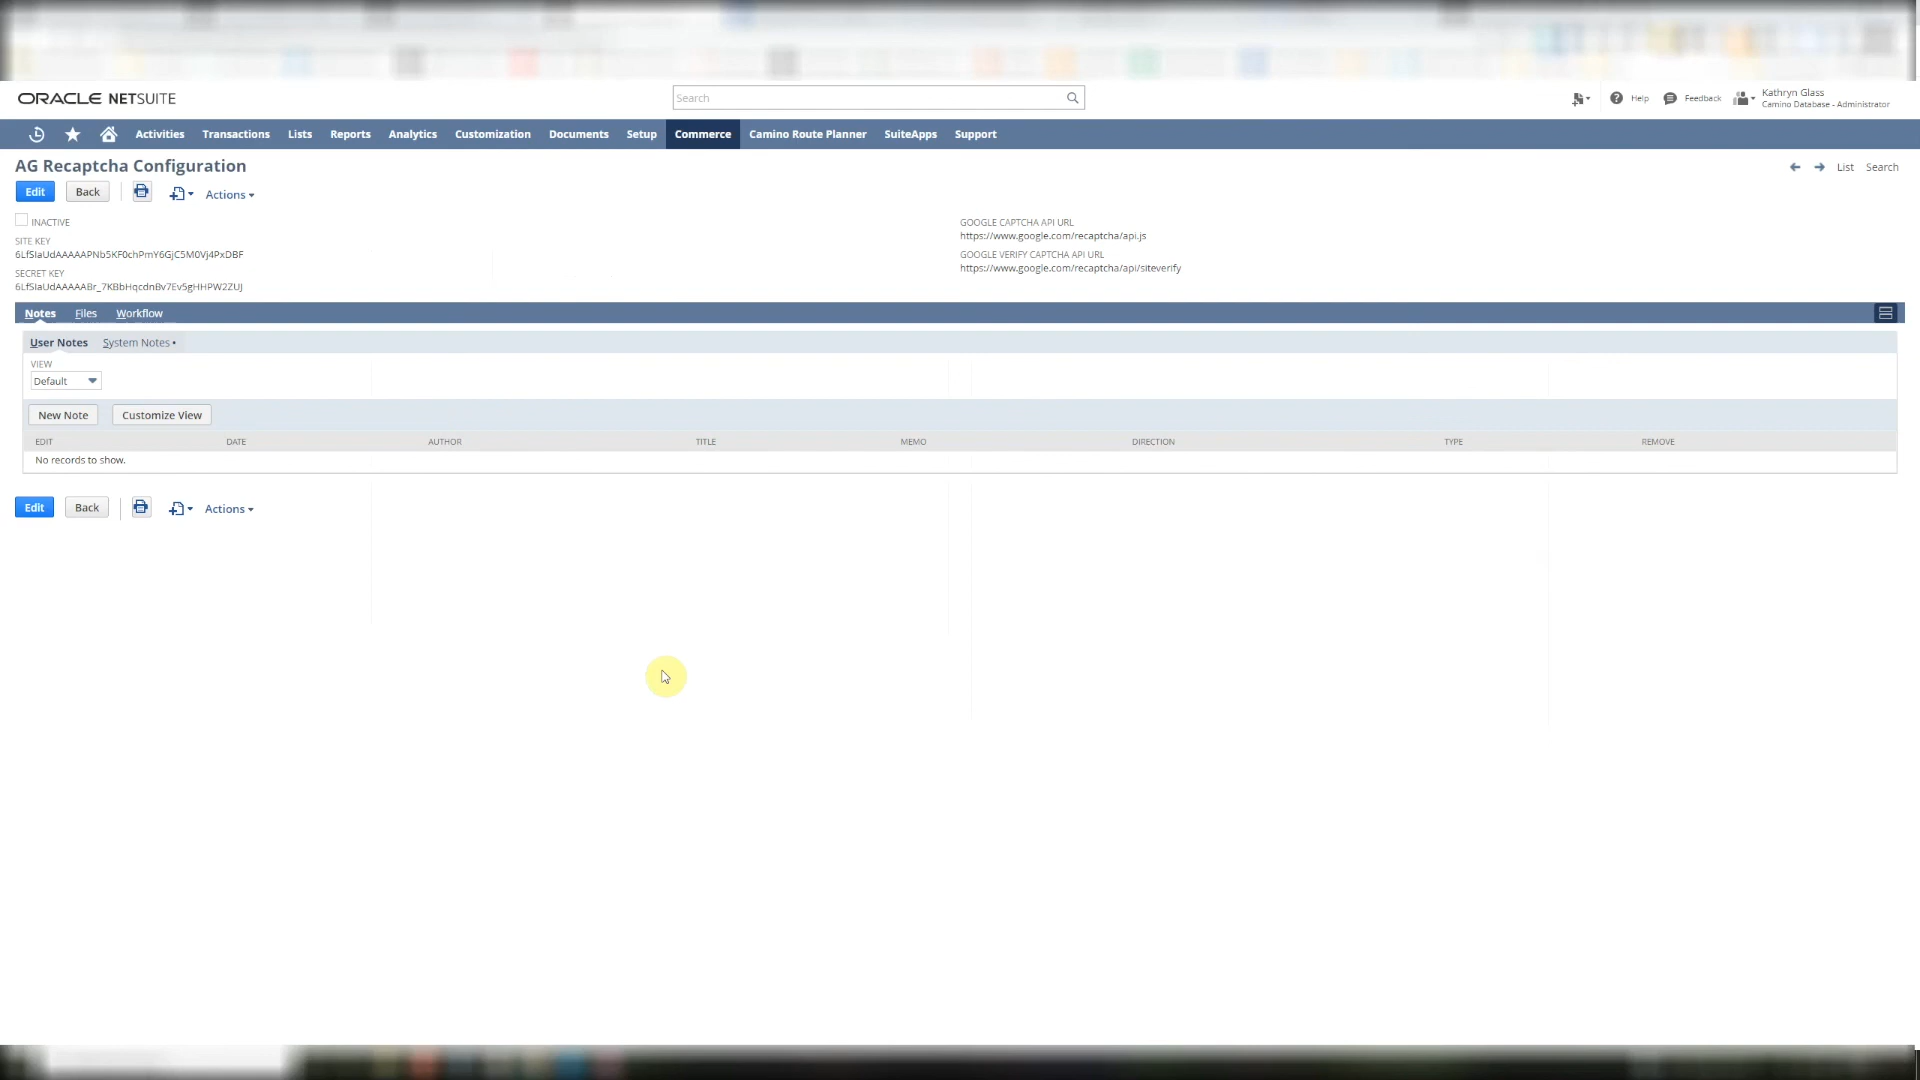 ORACLE NETSUITE
Search
Help
Feedback
Kathryn Glass
Camino Database - Administrator
Activities Transactions Lists Reports Analytics Customization Documents Setup Commerce Camino Route Planner SuiteApps Support
AG Recaptcha Configuration
List Search
Edit Back Actions
INACTIVE
SITE KEY
6LfSIaUdAAAAAPNb5KF0chPmY6GJC5M0Vj4PxDBF
SECRET KEY
6LfSIaUdAAAAABr_7KBbHqcdnBv7Ev5gHHPW2ZUJ
GOOGLE CAPTCHA API URL
https://www.google.com/recaptcha/api.js
GOOGLE VERIFY CAPTCHA API URL
https://www.google.com/recaptcha/api/siteverify
Notes Files Workflow
User Notes System Notes •
VIEW
Default
New Note Customize View
EDIT DATE AUTHOR TITLE MEMO DIRECTION TYPE REMOVE
No records to show.
Edit Back Actions